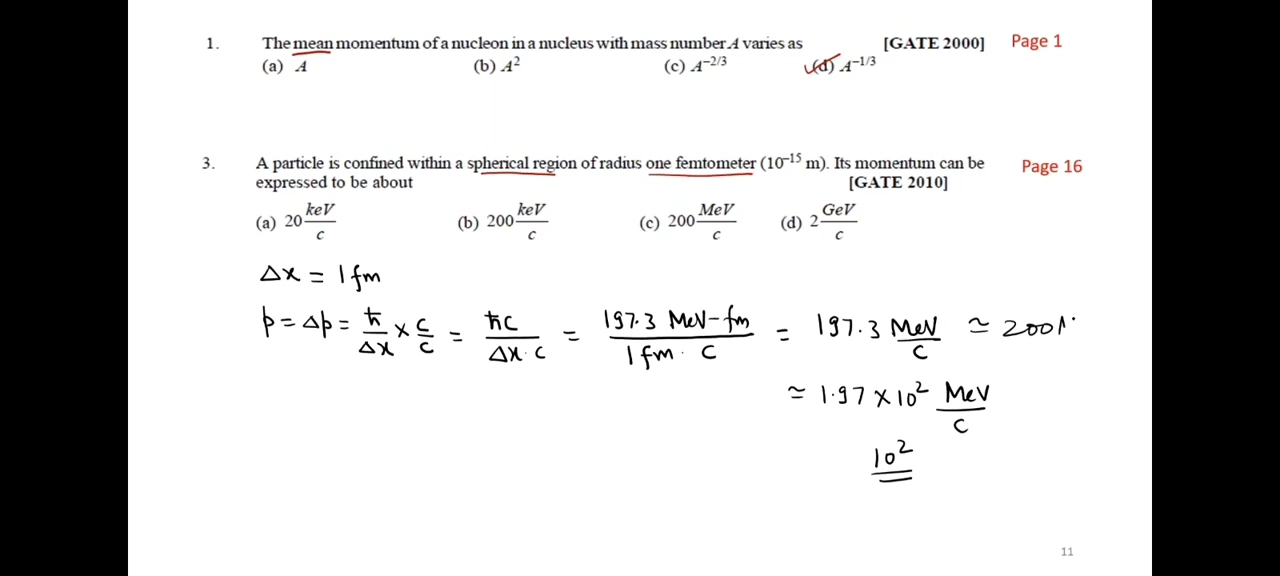 1. The mean momentum of a nucleon in a nucleus with mass number A varies as [GATE 2000] Page 1
(a) A (b) A² (c) A⁻²/³ (d) A⁻¹/³
3. A particle is confined within a spherical region of radius one femtometer (10⁻¹⁵ m). Its momentum can be Page 16
expressed to be about [GATE 2010]
(a) 20 keV/c (b) 200 keV/c (c) 200 MeV/c (d) 2 GeV/c
Δx = 1 fm
p = Δp = ħ/Δx × c/c = ħc/Δx·c = 197.3 MeV-fm/1 fm · c = 197.3 MeV/c ≃ 200
≃ 1.97 × 10² MeV/c
10²
11